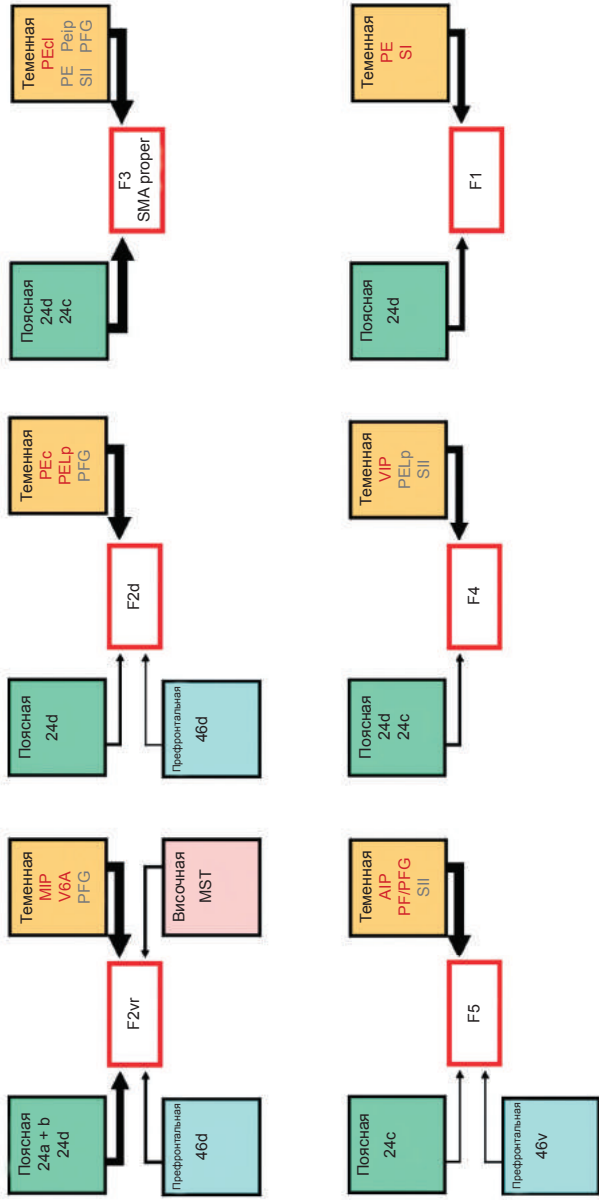 Поясная
24a + b
24d
Теменная
MIP
V6A
PFG
F2vr
Префронтальная
46d
Височная
MST
Поясная
24d
Теменная
PEc
PELp
PFG
F2d
Префронтальная
46d
Поясная
24d
24c
Теменная
PEcl
PE Peip
SII PFG
F3
SMA proper
Поясная
24c
Теменная
AIP
PF/PFG
SII
F5
Префронтальная
46v
Поясная
24d
24c
Теменная
VIP
PELp
SII
F4
Поясная
24d
Теменная
PE
SI
F1